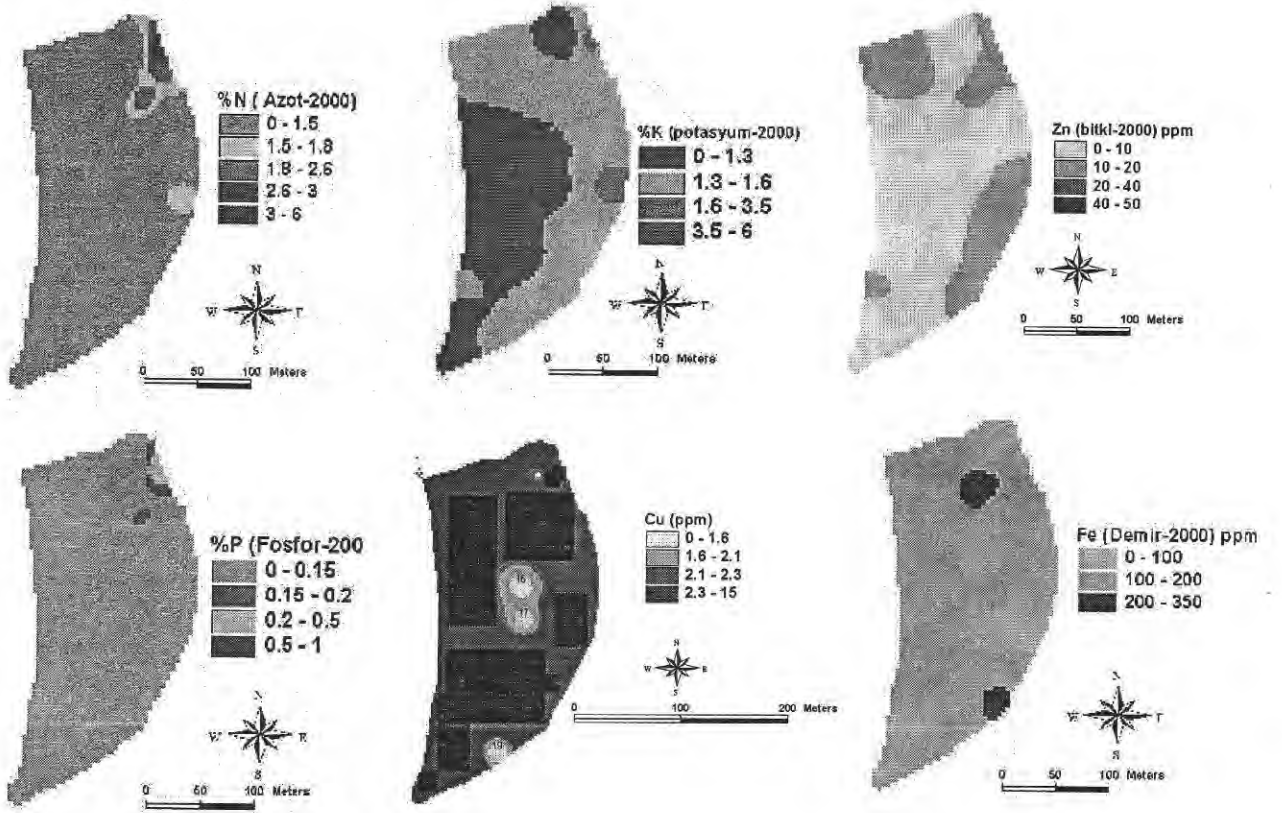 %N ( Azot-2000)
0 - 1.5
1.5 - 1.8
1.8 - 2.6
2.6 - 3
3 - 6
N
W
E
S
0 50 100 Meters
%K (potasyum-2000)
0 - 1.3
1.3 - 1.6
1.6 - 3.5
3.5 - 6
N
W
E
S
0 50 100 Meters
Zn (bitki-2000) ppm
0 - 10
10 - 20
20 - 40
40 - 50
N
W
E
S
0 50 100 Meters
%P (Fosfor-200
0 - 0.15
0.15 - 0.2
0.2 - 0.5
0.5 - 1
N
W
E
S
0 50 100 Meters
16
17
19
Cu (ppm)
0 - 1.6
1.6 - 2.1
2.1 - 2.3
2.3 - 15
N
W
E
S
0 100 200 Meters
Fe (Demir-2000) ppm
0 - 100
100 - 200
200 - 350
N
W
E
S
0 50 100 Meters